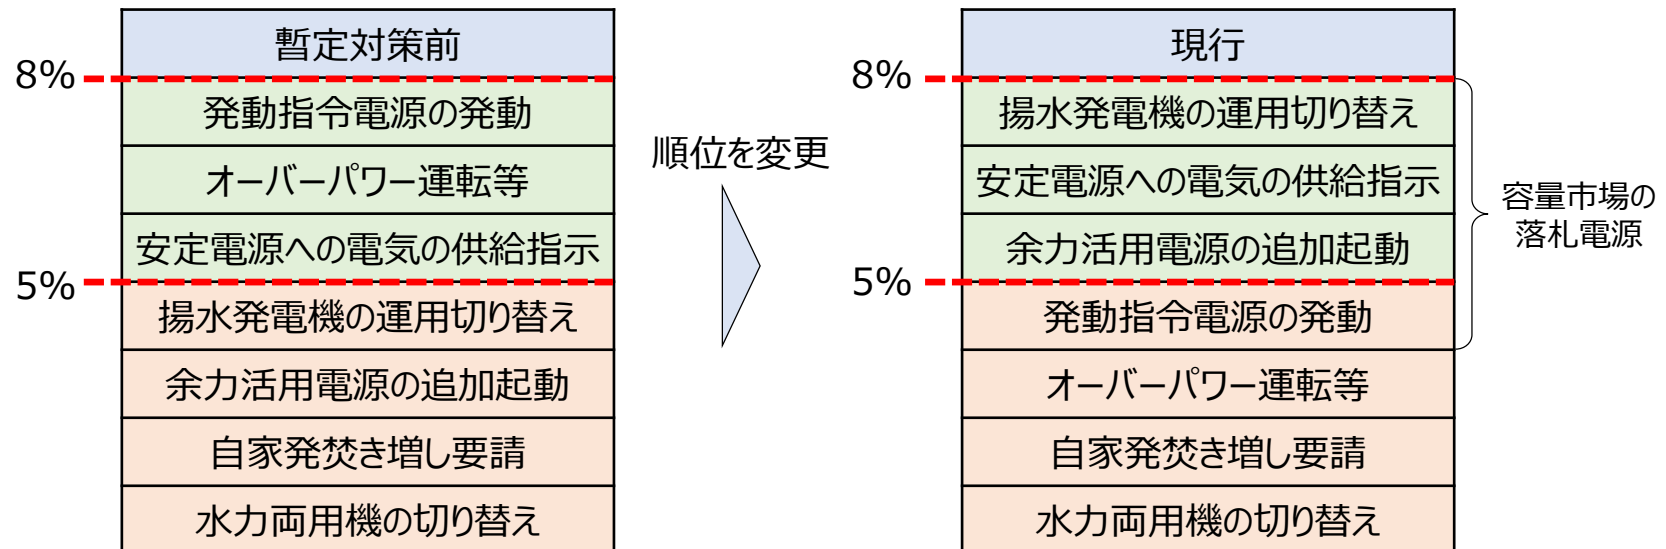 暫定対策前
8%
発動指令電源の発動
オーバーパワー運転等
安定電源への電気の供給指示
5%
揚水発電機の運用切り替え
余力活用電源の追加起動
自家発焚き増し要請
水力両用機の切り替え
順位を変更
現行
8%
揚水発電機の運用切り替え
安定電源への電気の供給指示
余力活用電源の追加起動
5%
発動指令電源の発動
オーバーパワー運転等
自家発焚き増し要請
水力両用機の切り替え
容量市場の
落札電源